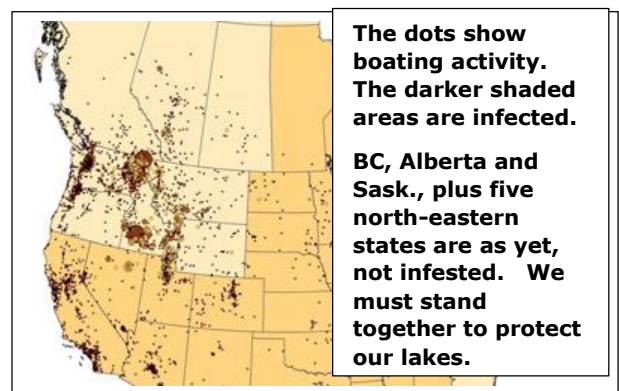 The dots show
boating activity.
The darker shaded
areas are infected.
BC, Alberta and
Sask., plus five
north-eastern
states are as yet,
not infested. We
must stand
together to protect
our lakes.